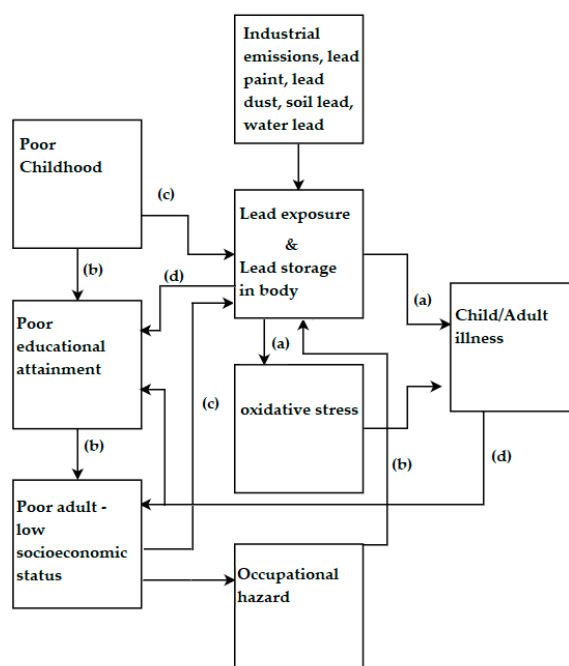 Industrial
emissions, lead
paint, lead
dust, soil lead,
water lead
Poor
Childhood
(c)
Lead exposure
&
Lead storage
in body
(b)
(d)
(a)
Poor
educational
attainment
(a)
Child/Adult
illness
(c)
oxidative stress
(b)
(b)
(d)
Poor adult -
low
socioeconomic
status
Occupational
hazard